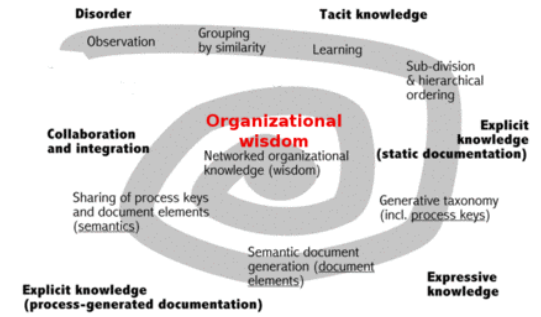 Disorder
Tacit knowledge
Observation
Grouping
by similarity
Learning
Sub-division
& hierarchical
ordering
Organizational
wisdom
Networked organizational
knowledge (wisdom)
Collaboration
and integration
Explicit
knowledge
(static documentation)
Sharing of process keys
and document elements
(semantics)
Generative taxonomy
(incl. process keys)
Semantic document
generation (document
elements)
Expressive
knowledge
Explicit knowledge
(process-generated documentation)